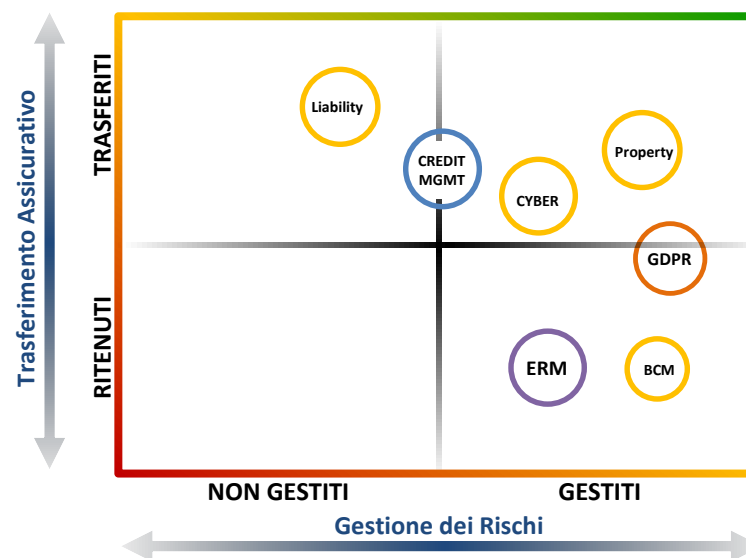 Trasferimento Assicurativo
TRASFERITI
RITENUTI
Liability
CREDIT
MGMT
CYBER
Property
GDPR
ERM
BCM
NON GESTITI
GESTITI
Gestione dei Rischi